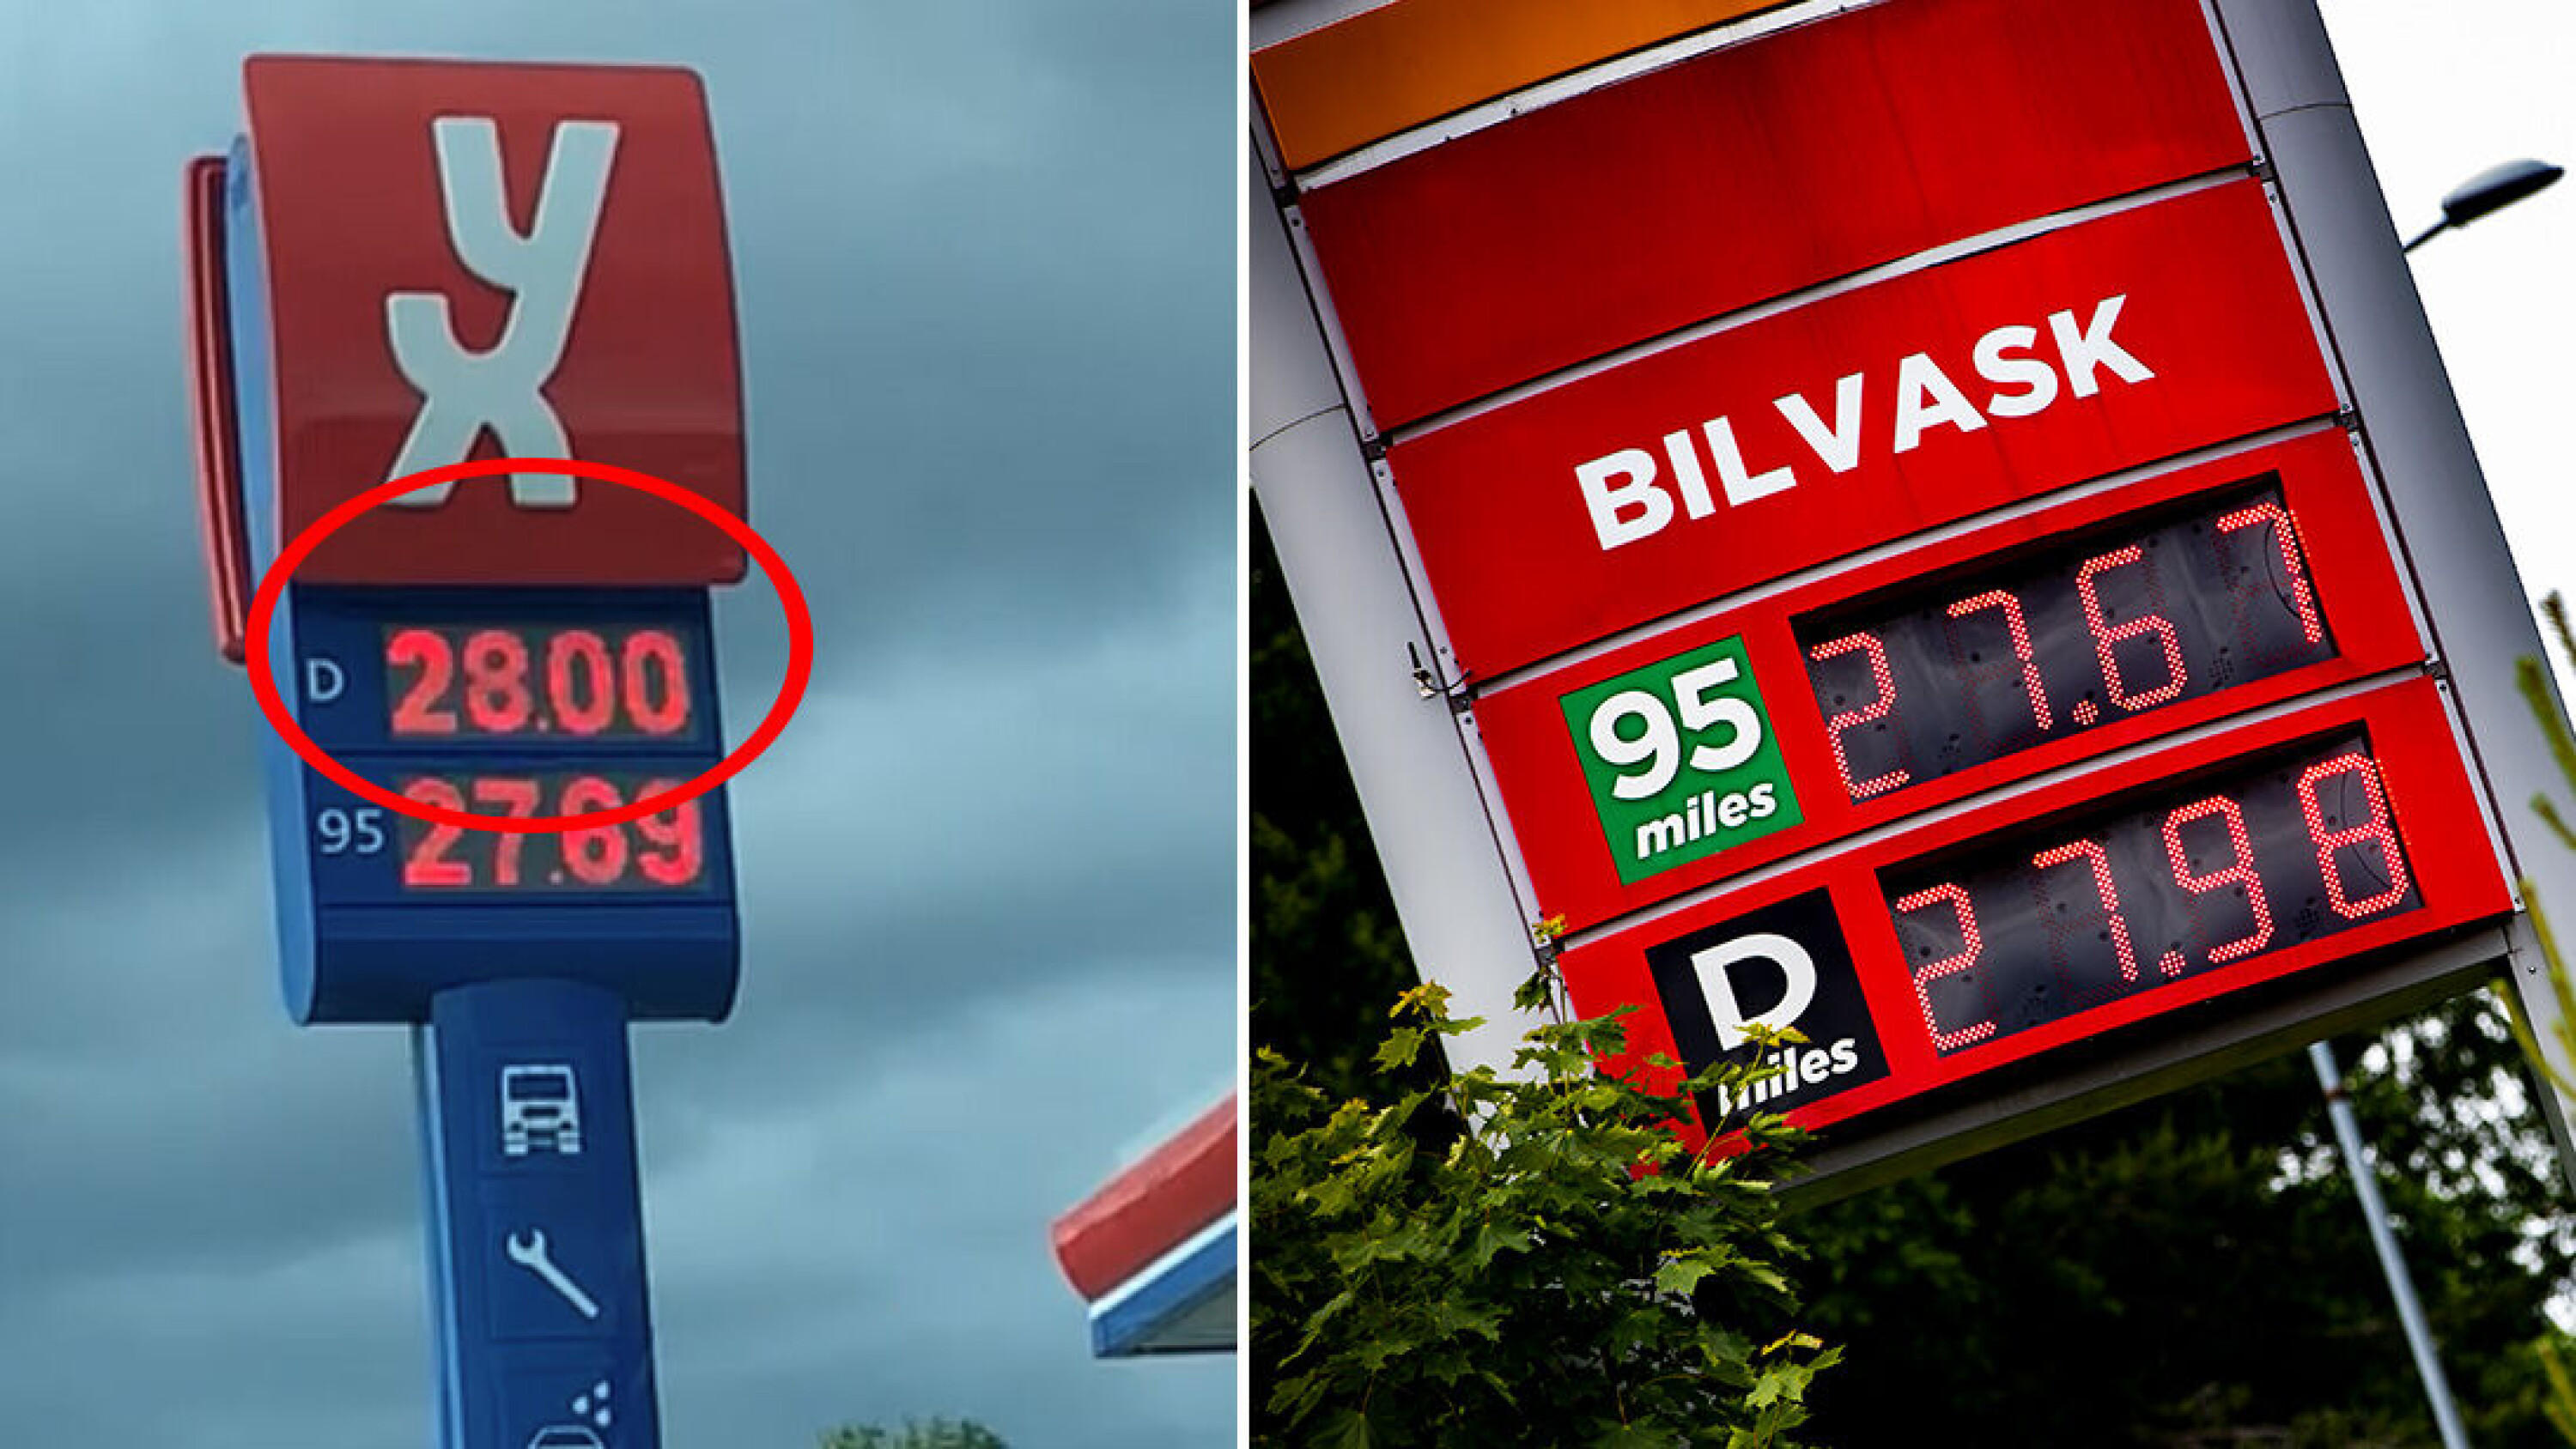 YX
D 28.00
95 27.69
BILVASK
95 miles 27.67
D miles 27.98